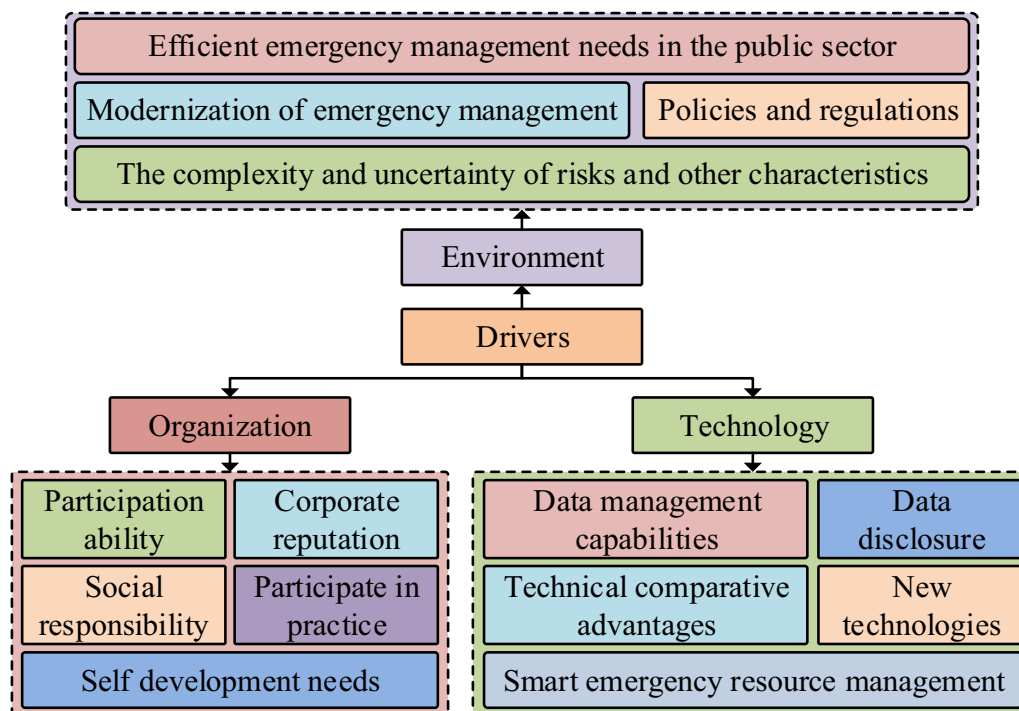 Efficient emergency management needs in the public sector
Modernization of emergency management
Policies and regulations
The complexity and uncertainty of risks and other characteristics
Environment
Drivers
Organization
Technology
Participation
ability
Corporate
reputation
Social
responsibility
Participate in
practice
Self development needs
Data management
capabilities
Data
disclosure
Technical comparative
advantages
New
technologies
Smart emergency resource management